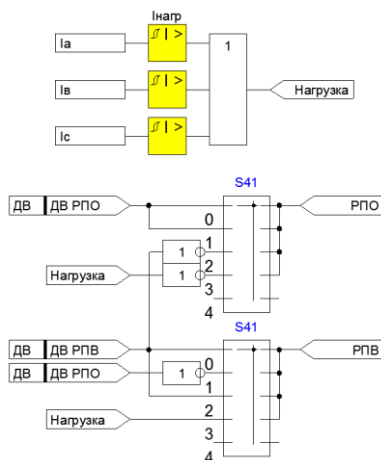 Iнагр
Ia
I >
1
Iв
I >
Нагрузка
Ic
I >
S41
ДВ ДВ РПО
РПО
0
1
1
Нагрузка
1
2
3
4
S41
ДВ ДВ РПВ
РПВ
ДВ ДВ РПО
1
0
1
Нагрузка
2
3
4